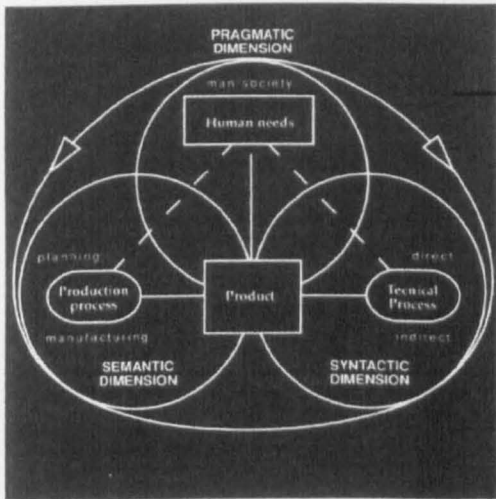 PRAGMATIC
DIMENSION
man society
Human needs
planning
direct
Production
process
Product
Tecnical
Process
manufacturing
indirect
SEMANTIC
DIMENSION
SYNTACTIC
DIMENSION